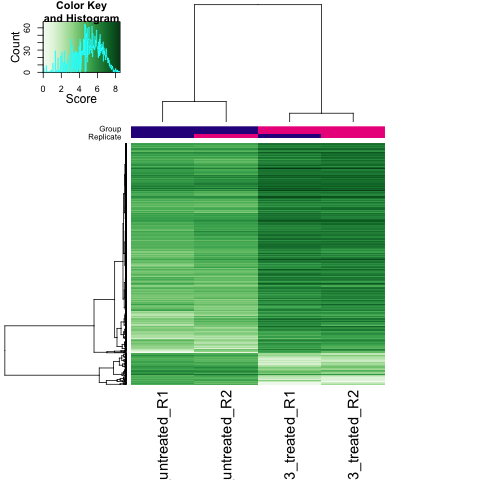 Color Key
and Histogram
Count
0 20 60
0 2 4 6 8
Score
Group
Replicate
untreated_R1
untreated_R2
3_treated_R1
3_treated_R2